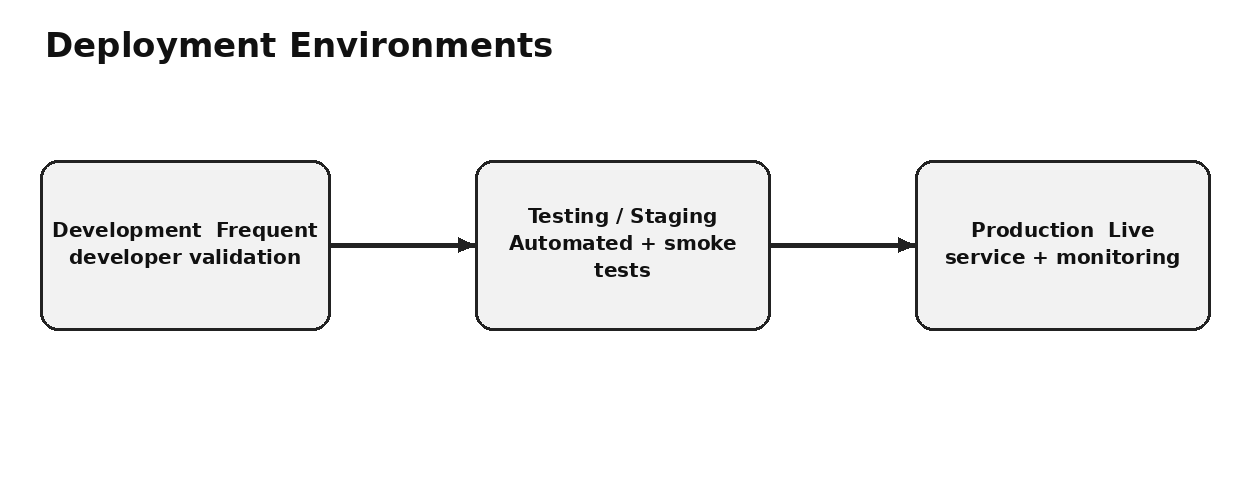 Deployment Environments
Development  Frequent
developer validation
Testing / Staging
Automated + smoke
tests
Production  Live
service + monitoring